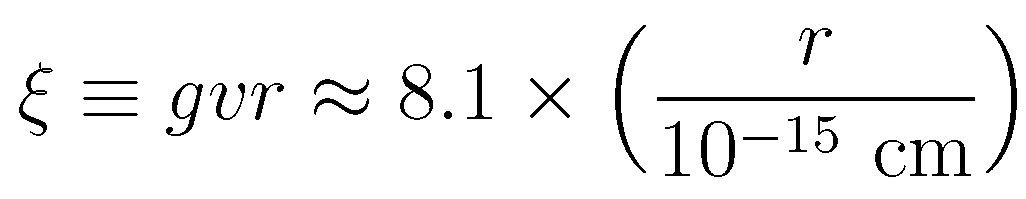 ξ ≡ gvr ≈ 8.1 × (r / 10⁻¹⁵ cm)